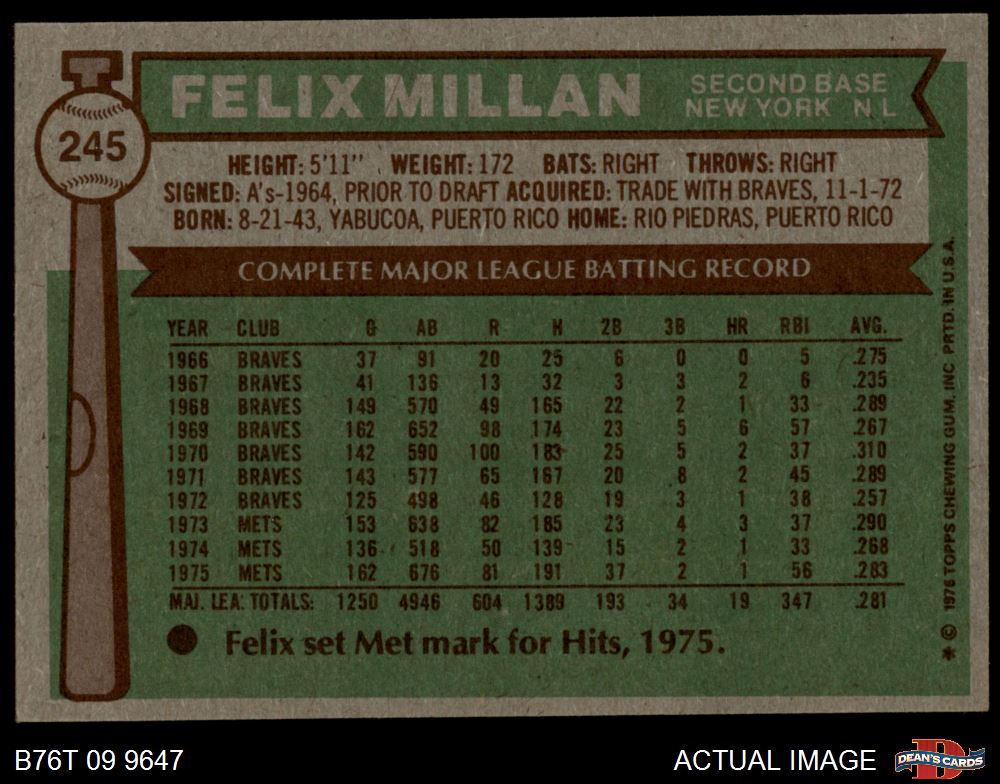 245
FELIX MILLAN
SECOND BASE
NEW YORK N L
HEIGHT: 5'11" WEIGHT: 172 BATS: RIGHT THROWS: RIGHT
SIGNED: A's-1964, PRIOR TO DRAFT ACQUIRED: TRADE WITH BRAVES, 11-1-72
BORN: 8-21-43, YABUCOA, PUERTO RICO HOME: RIO PIEDRAS, PUERTO RICO
COMPLETE MAJOR LEAGUE BATTING RECORD
YEAR CLUB G AB R H 2B 3B HR RBI AVG.
1966 BRAVES 37 91 20 25 6 0 0 5 .275
1967 BRAVES 41 136 13 32 3 3 2 6 .235
1968 BRAVES 149 570 49 165 22 2 1 33 .289
1969 BRAVES 162 652 98 174 23 5 6 57 .267
1970 BRAVES 142 590 100 183 25 5 2 37 .310
1971 BRAVES 143 577 65 167 20 8 2 45 .289
1972 BRAVES 125 498 46 128 19 3 1 38 .257
1973 METS 153 638 82 185 23 4 3 37 .290
1974 METS 136 518 50 139 15 2 1 33 .268
1975 METS 162 676 81 191 37 2 1 56 .283
MAJ. LEA. TOTALS: 1250 4946 604 1389 193 34 19 347 .281
Felix set Met mark for Hits, 1975.
* © 1976 TOPPS CHEWING GUM, INC PRTD. IN U.S.A.
B76T 09 9647
ACTUAL IMAGE
D
DEAN'S CARDS